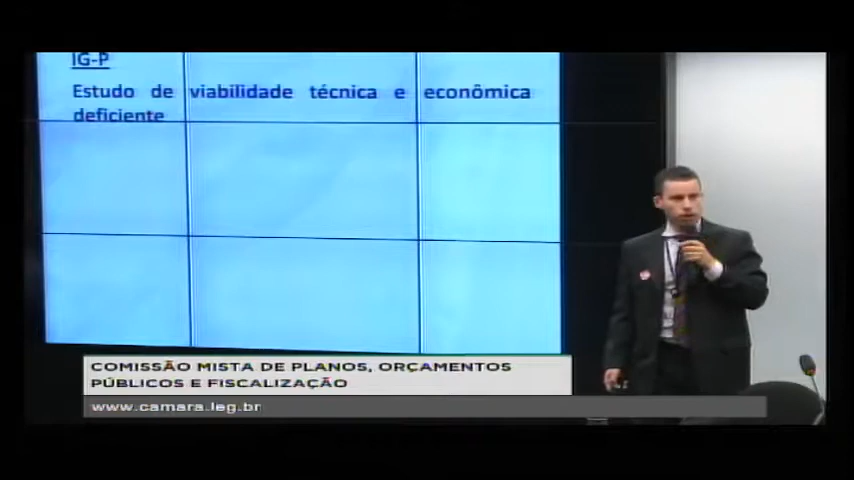 IG-P
Estudo de viabilidade técnica e econômica
deficiente
COMISSÃO MISTA DE PLANOS, ORÇAMENTOS
PÚBLICOS E FISCALIZAÇÃO
www.camara.leg.br